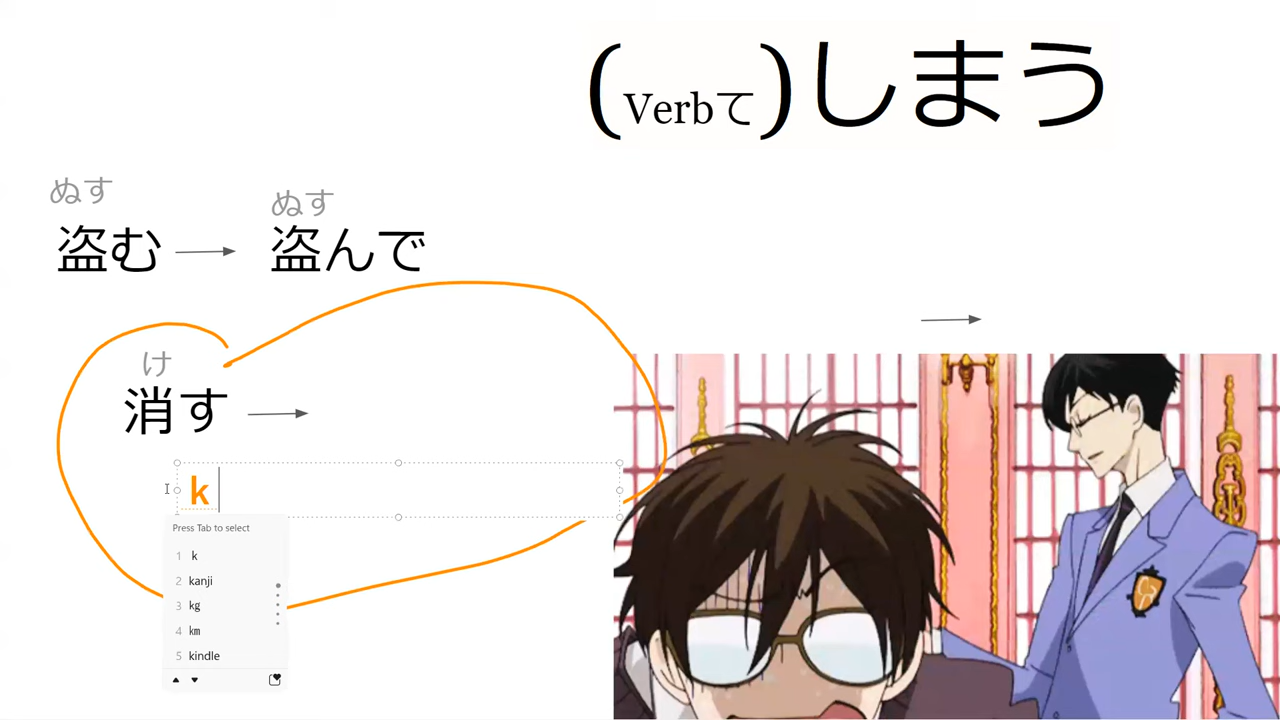 (Verbて)しまう
ぬす ぬす
盗む → 盗んで
→
け
消す →
k
Press Tab to select
1 k
2 kanji
3 kg
4 km
5 kindle